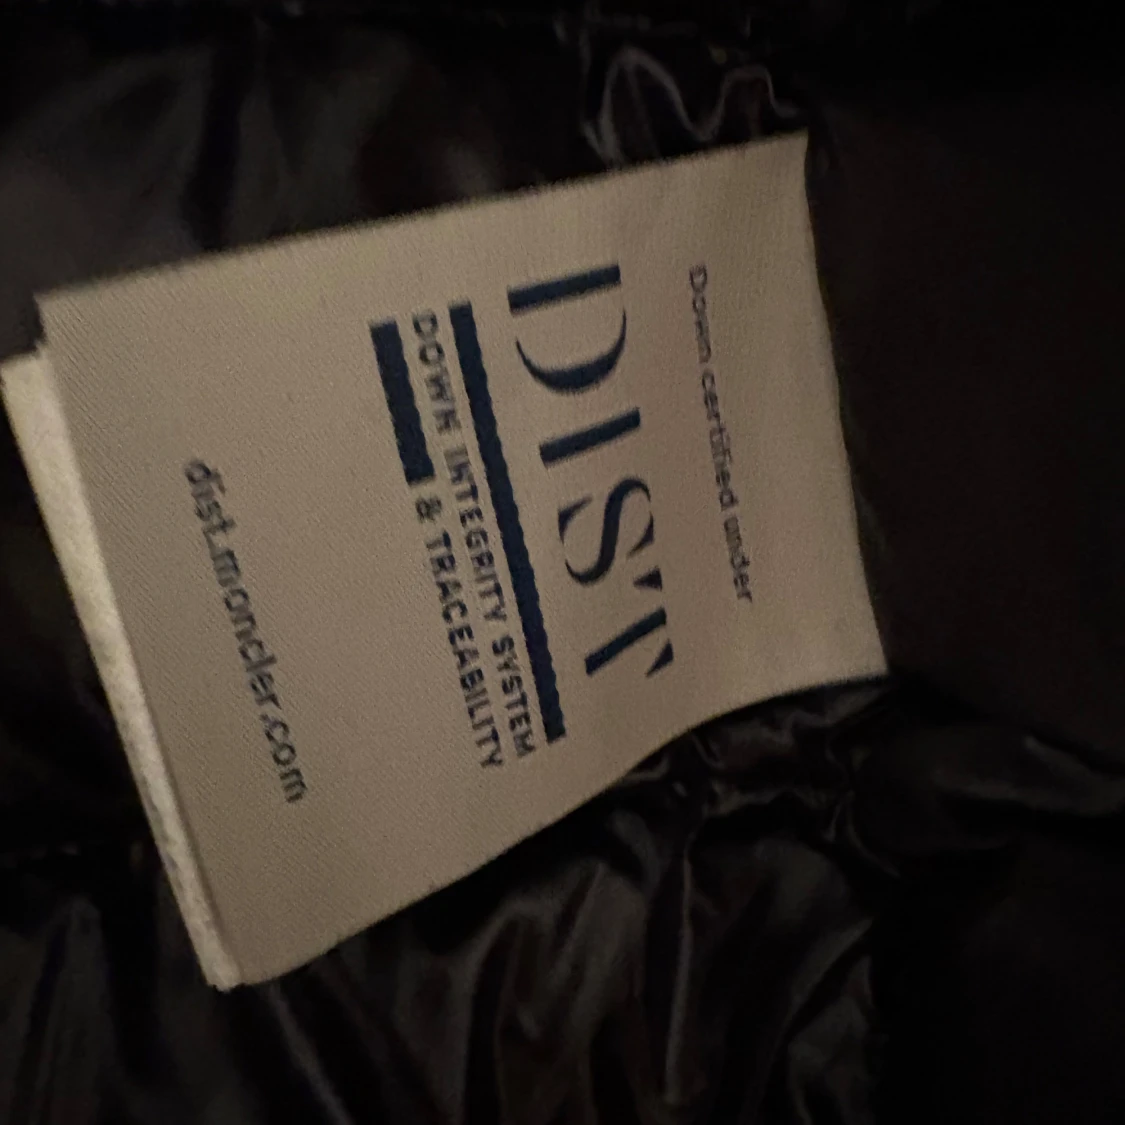 Down certified under
DIST
DOWN INTEGRITY SYSTEM
& TRACEABILITY
dist.moncler.com